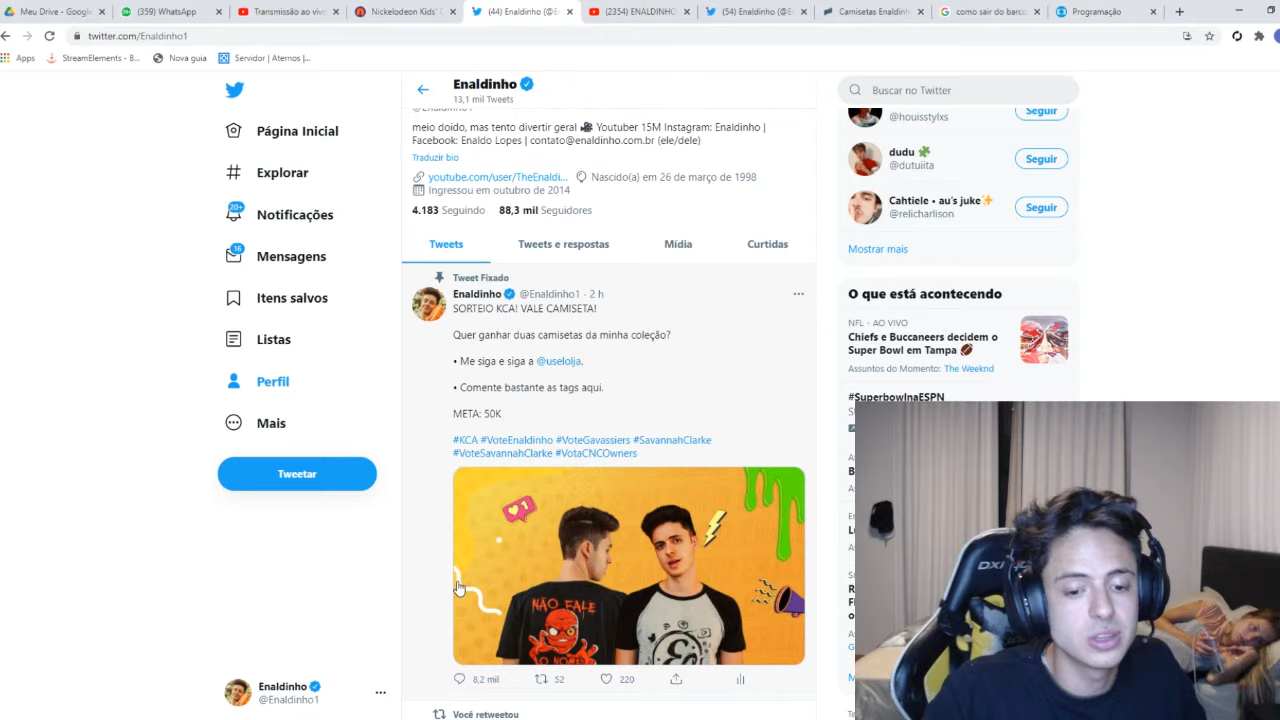 Meu Drive - Google
(359) WhatsApp
Transmissão ao viv
Nickelodeon Kids' C
(44) Enaldinho (@E
(2354) ENALDINHO
(54) Enaldinho (@E
Camisetas Enaldinh
como sair do barco
Programação
twitter.com/Enaldinho1
Apps
StreamElements - B...
Nova guia
Servidor | Aternos |...
Página Inicial
Explorar
20+
Notificações
16
Mensagens
Itens salvos
Listas
Perfil
Mais
Tweetar
Enaldinho
@Enaldinho1
Enaldinho
13,1 mil Tweets
meio doido, mas tento divertir geral 🎥 Youtuber 15M Instagram: Enaldinho |
Facebook: Enaldo Lopes | contato@enaldinho.com.br (ele/dele)
Traduzir bio
youtube.com/user/TheEnaldi... Nascido(a) em 26 de março de 1998
Ingressou em outubro de 2014
4.183 Seguindo 88,3 mil Seguidores
Tweets Tweets e respostas Mídia Curtidas
Tweet Fixado
Enaldinho @Enaldinho1 · 2 h
SORTEIO KCA! VALE CAMISETA!
Quer ganhar duas camisetas da minha coleção?
• Me siga e siga a @uselolja.
• Comente bastante as tags aqui.
META: 50K
#KCA #VoteEnaldinho #VoteGavassiers #SavannahClarke
#VoteSavannahClarke #VotaCNCOwners
1
NÃO FALE
O NOME
8,2 mil 52 220
Você retweetou
Buscar no Twitter
@houisstylxs
Seguir
dudu
@dutuiita
Seguir
Cahtiele • au's juke✨
@relicharlison
Seguir
Mostrar mais
O que está acontecendo
NFL · AO VIVO
Chiefs e Buccaneers decidem o
Super Bowl em Tampa 🏈
Assuntos do Momento: The Weeknd
#SuperbowlnaESPN